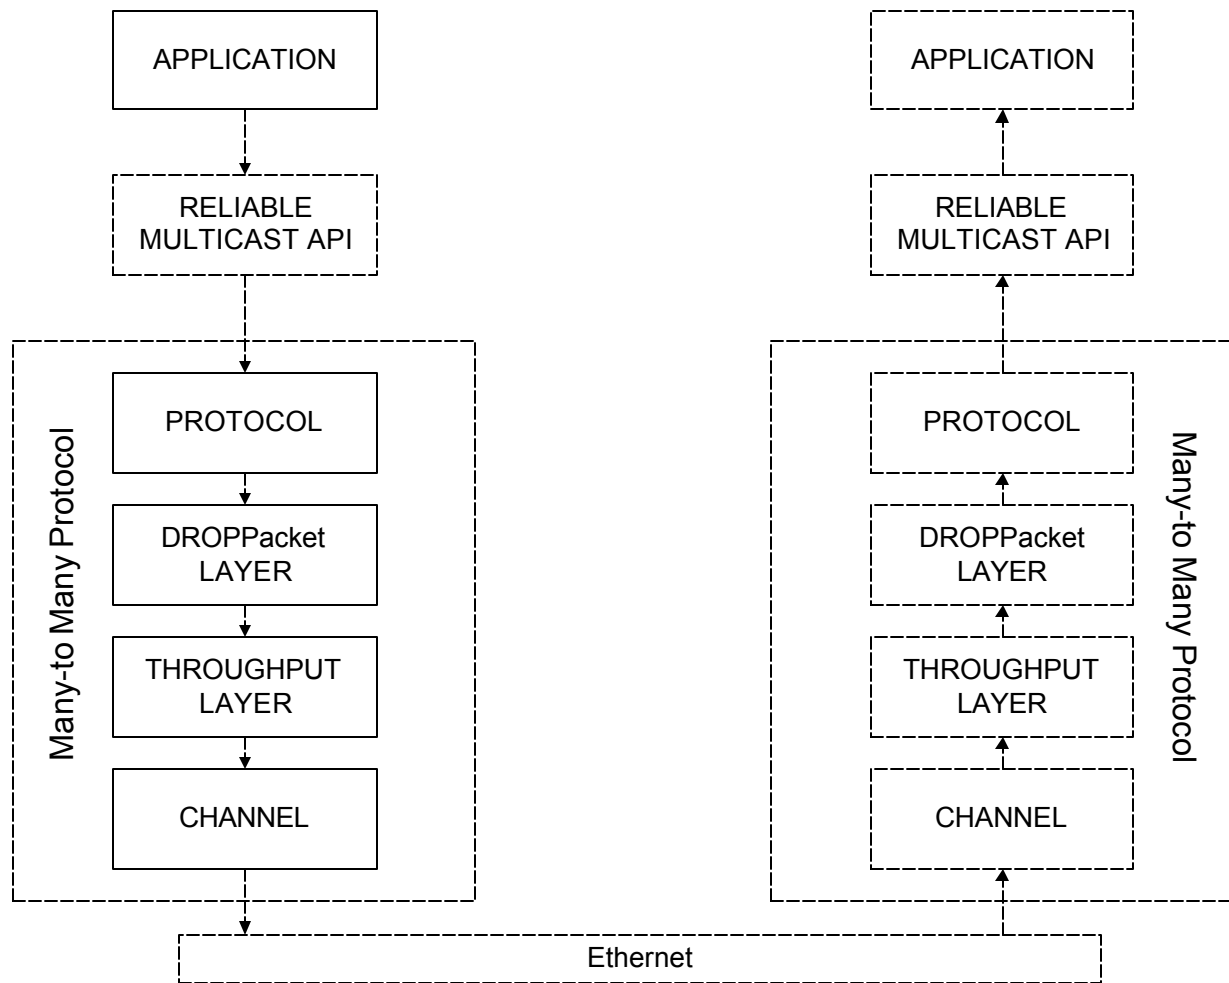 APPLICATION
RELIABLE
MULTICAST API
Many-to Many Protocol
PROTOCOL
DROPPacket
LAYER
THROUGHPUT
LAYER
CHANNEL
APPLICATION
RELIABLE
MULTICAST API
PROTOCOL
DROPPacket
LAYER
THROUGHPUT
LAYER
CHANNEL
Many-to Many Protocol
Ethernet